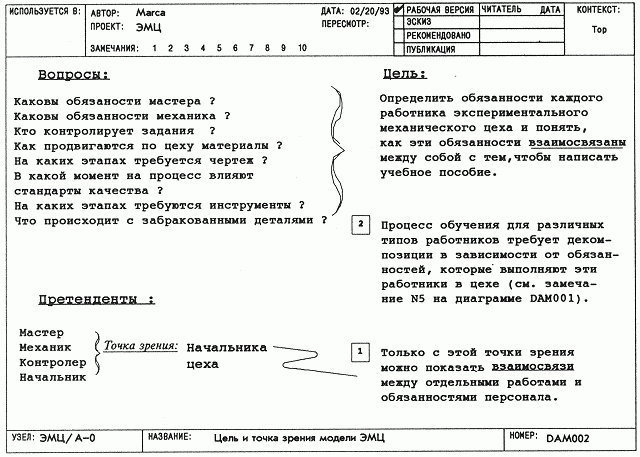 ИСПОЛЬЗУЕТСЯ В:
АВТОР: Marca
ПРОЕКТ: ЭМЦ
ЗАМЕЧАНИЯ: 1 2 3 4 5 6 7 8 9 10
ДАТА: 02/20/93
ПЕРЕСМОТР:
РАБОЧАЯ ВЕРСИЯ
ЭСКИЗ
РЕКОМЕНДОВАНО
ПУБЛИКАЦИЯ
ЧИТАТЕЛЬ ДАТА
КОНТЕКСТ:
Top
Вопросы:
Каковы обязаности мастера ?
Каковы обязанности механика ?
Кто контролирует задания ?
Как продвигаются по цеху материалы ?
На каких этапах требуется чертеж ?
В какой момент на процесс влияют
стандарты качества ?
На каких этапах требуются инструменты ?
Что происходит с забракованными деталями ?
Цель:
Определить обязанности каждого
работника экспериментального
механического цеха и понять,
как эти обязанности взаимосвязаны
между собой с тем,чтобы написать
учебное пособие.
2
Процесс обучения для различных
типов работников требует деком-
позиции в зависимости от обязан-
ностей, которые выполняют эти
работники в цехе (см. замеча-
ние N5 на диаграмме DAM001).
Претенденты :
Мастер
Механик
Контролер
Начальник
Точка зрения:
Начальника
цеха
1
Только с этой точки зрения
можно показать взаимосвязи
между отдельными работами и
обязанностями персонала.
УЗЕЛ: ЭМЦ/А-0
НАЗВАНИЕ: Цель и точка зрения модели ЭМЦ
НОМЕР: DAM002